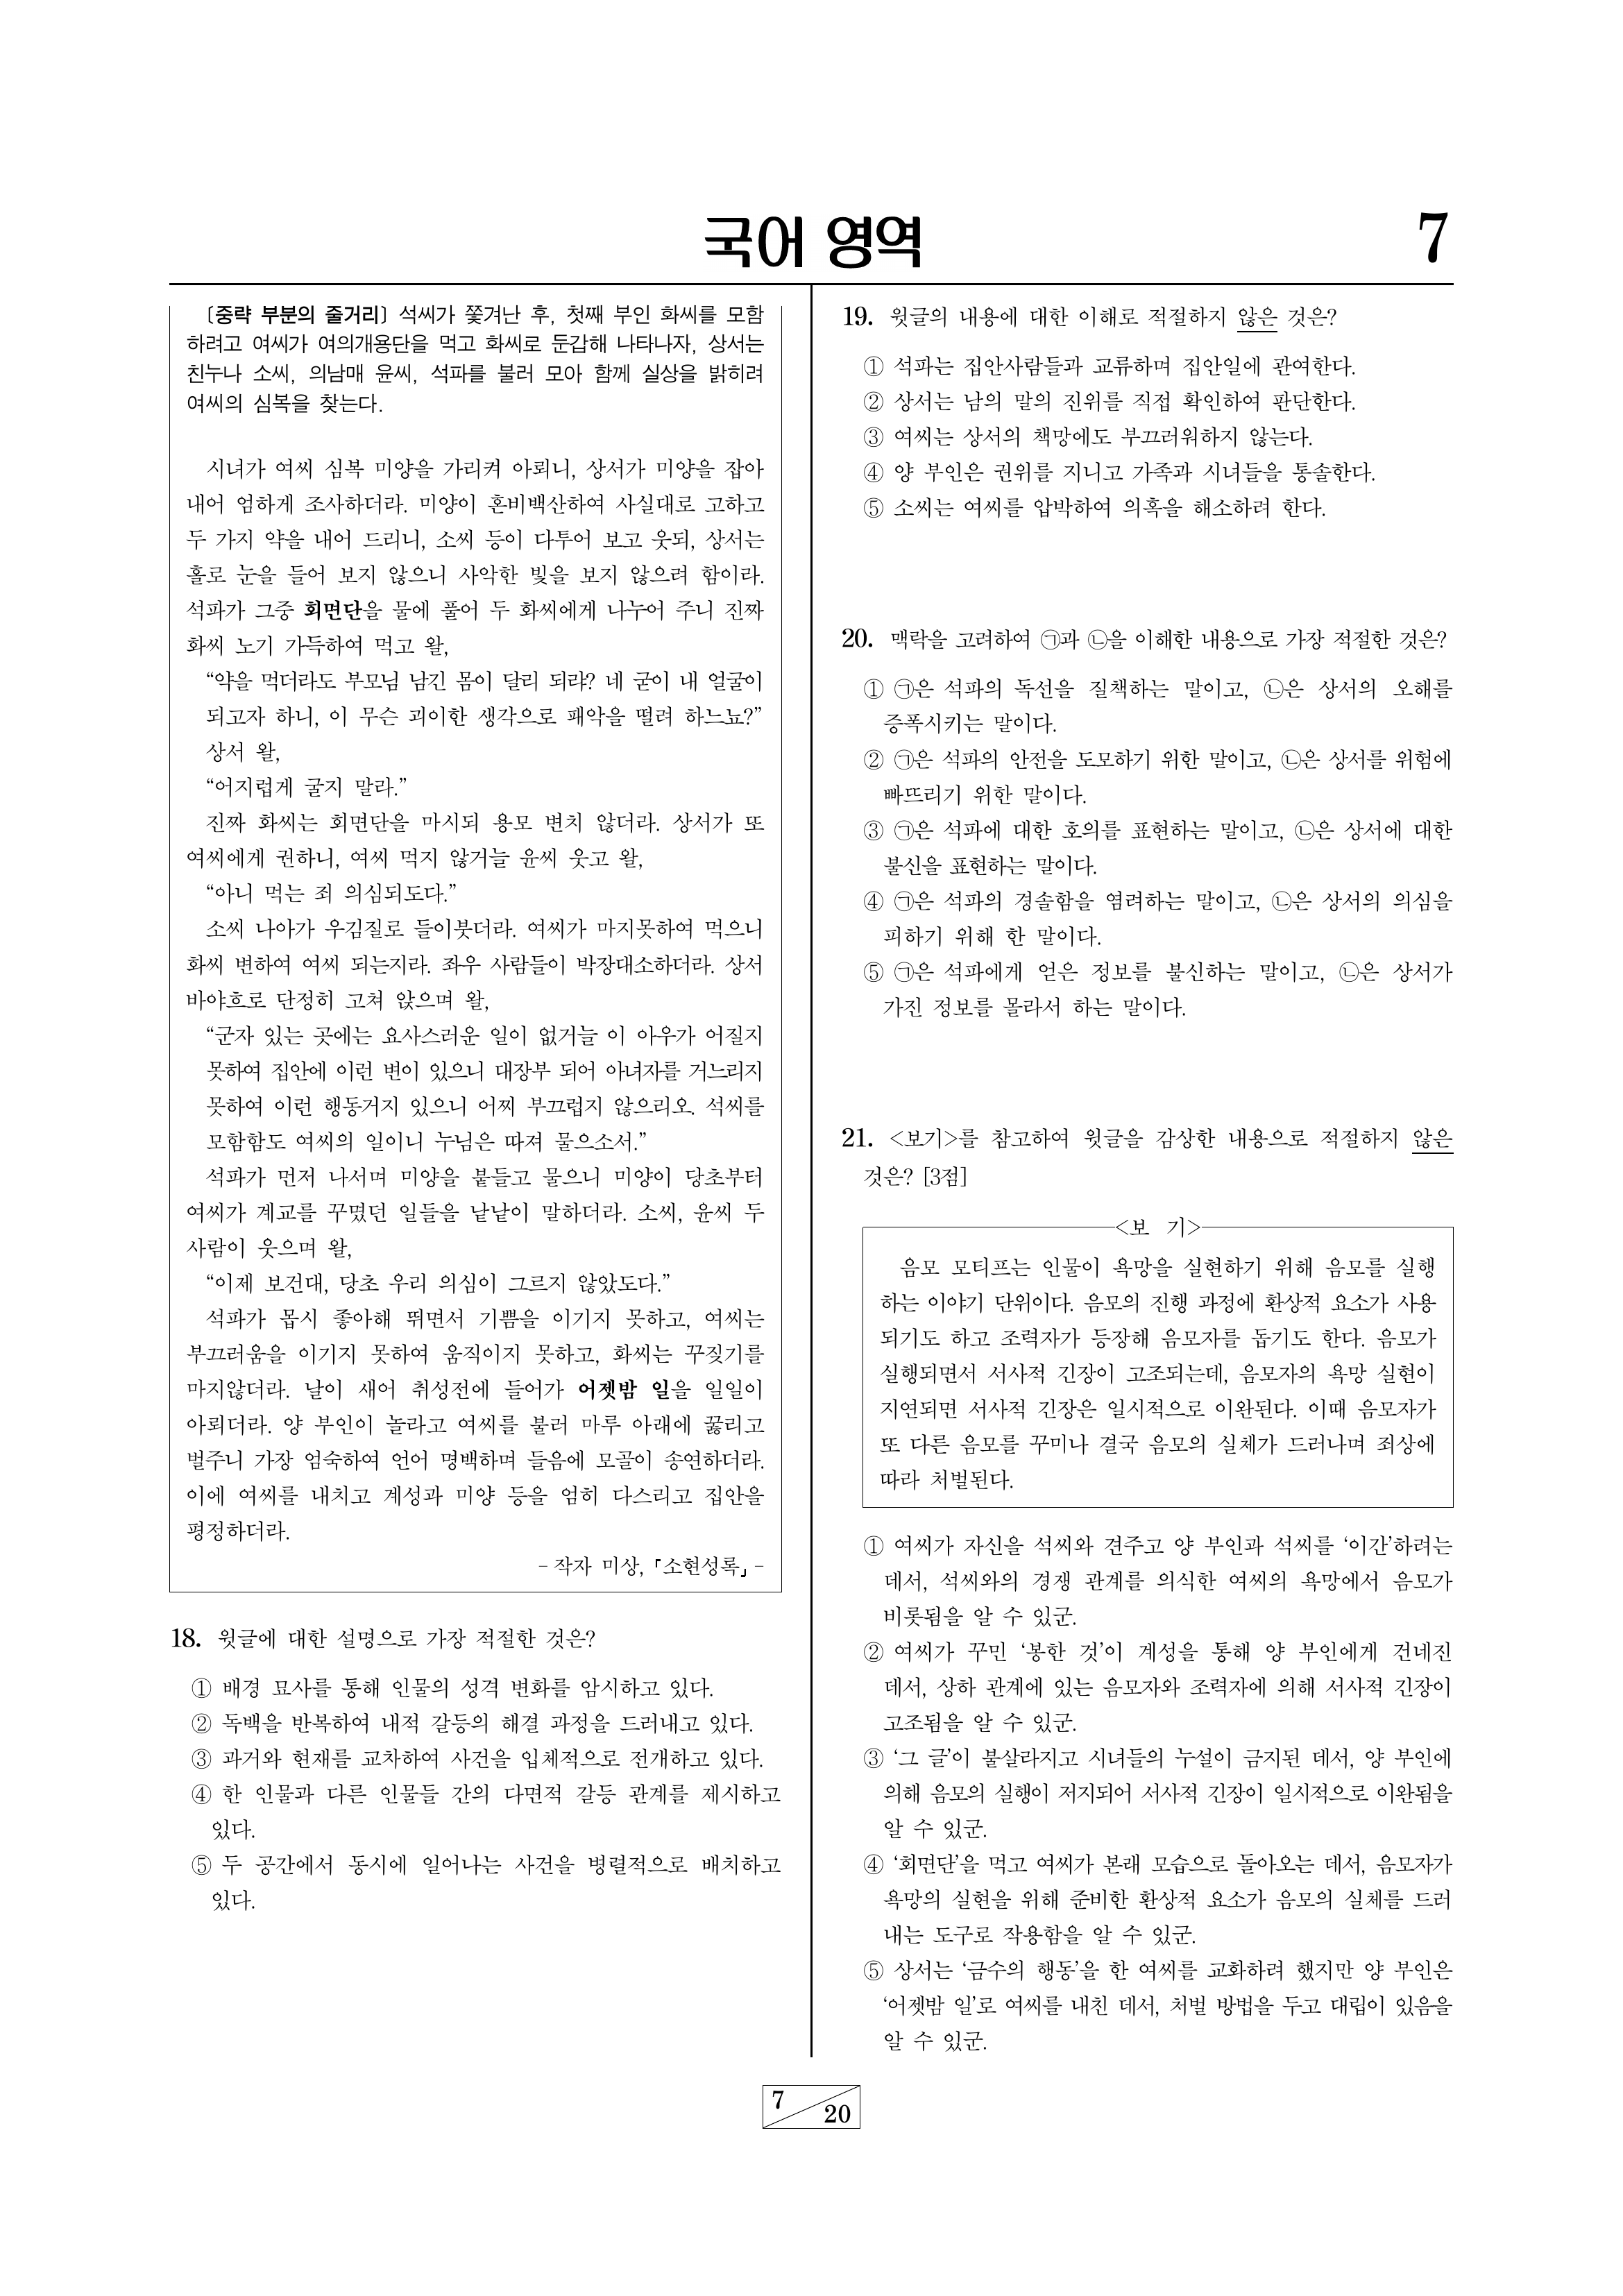 국어 영역
7
〔중략 부분의 줄거리〕 석씨가 쫓겨난 후, 첫째 부인 화씨를 모함
하려고 여씨가 여의개용단을 먹고 화씨로 둔갑해 나타나자, 상서는
친누나 소씨, 의남매 윤씨, 석파를 불러 모아 함께 실상을 밝히려
여씨의 심복을 찾는다.
시녀가 여씨 심복 미양을 가리켜 아뢰니, 상서가 미양을 잡아
내어 엄하게 조사하더라. 미양이 혼비백산하여 사실대로 고하고
두 가지 약을 내어 드리니, 소씨 등이 다투어 보고 웃되, 상서는
홀로 눈을 들어 보지 않으니 사악한 빛을 보지 않으려 함이라.
석파가 그중 회면단을 물에 풀어 두 화씨에게 나누어 주니 진짜
화씨 노기 가득하여 먹고 왈,
“약을 먹더라도 부모님 남긴 몸이 달리 되랴? 네 굳이 내 얼굴이
되고자 하니, 이 무슨 괴이한 생각으로 패악을 떨려 하느뇨?”
상서 왈,
“어지럽게 굴지 말라.”
진짜 화씨는 회면단을 마시되 용모 변치 않더라. 상서가 또
여씨에게 권하니, 여씨 먹지 않거늘 윤씨 웃고 왈,
“아니 먹는 죄 의심되도다.”
소씨 나아가 우김질로 들이붓더라. 여씨가 마지못하여 먹으니
화씨 변하여 여씨 되는지라. 좌우 사람들이 박장대소하더라. 상서
바야흐로 단정히 고쳐 앉으며 왈,
“군자 있는 곳에는 요사스러운 일이 없거늘 이 아우가 어질지
못하여 집안에 이런 변이 있으니 대장부 되어 아녀자를 거느리지
못하여 이런 행동거지 있으니 어찌 부끄럽지 않으리오. 석씨를
모함함도 여씨의 일이니 누님은 따져 물으소서.”
석파가 먼저 나서며 미양을 붙들고 물으니 미양이 당초부터
여씨가 계교를 꾸몄던 일들을 낱낱이 말하더라. 소씨, 윤씨 두
사람이 웃으며 왈,
“이제 보건대, 당초 우리 의심이 그르지 않았도다.”
석파가 몹시 좋아해 뛰면서 기쁨을 이기지 못하고, 여씨는
부끄러움을 이기지 못하여 움직이지 못하고, 화씨는 꾸짖기를
마지않더라. 날이 새어 취성전에 들어가 어젯밤 일을 일일이
아뢰더라. 양 부인이 놀라고 여씨를 불러 마루 아래에 꿇리고
벌주니 가장 엄숙하여 언어 명백하며 들음에 모골이 송연하더라.
이에 여씨를 내치고 계성과 미양 등을 엄히 다스리고 집안을
평정하더라.
- 작자 미상, 「소현성록」 -
18. 윗글에 대한 설명으로 가장 적절한 것은?
① 배경 묘사를 통해 인물의 성격 변화를 암시하고 있다.
② 독백을 반복하여 내적 갈등의 해결 과정을 드러내고 있다.
③ 과거와 현재를 교차하여 사건을 입체적으로 전개하고 있다.
④ 한 인물과 다른 인물들 간의 다면적 갈등 관계를 제시하고
있다.
⑤ 두 공간에서 동시에 일어나는 사건을 병렬적으로 배치하고
있다.
19. 윗글의 내용에 대한 이해로 적절하지 않은 것은?
① 석파는 집안사람들과 교류하며 집안일에 관여한다.
② 상서는 남의 말의 진위를 직접 확인하여 판단한다.
③ 여씨는 상서의 책망에도 부끄러워하지 않는다.
④ 양 부인은 권위를 지니고 가족과 시녀들을 통솔한다.
⑤ 소씨는 여씨를 압박하여 의혹을 해소하려 한다.
20. 맥락을 고려하여 ㉠과 ㉡을 이해한 내용으로 가장 적절한 것은?
① ㉠은 석파의 독선을 질책하는 말이고, ㉡은 상서의 오해를
증폭시키는 말이다.
② ㉠은 석파의 안전을 도모하기 위한 말이고, ㉡은 상서를 위험에
빠뜨리기 위한 말이다.
③ ㉠은 석파에 대한 호의를 표현하는 말이고, ㉡은 상서에 대한
불신을 표현하는 말이다.
④ ㉠은 석파의 경솔함을 염려하는 말이고, ㉡은 상서의 의심을
피하기 위해 한 말이다.
⑤ ㉠은 석파에게 얻은 정보를 불신하는 말이고, ㉡은 상서가
가진 정보를 몰라서 하는 말이다.
21. <보기>를 참고하여 윗글을 감상한 내용으로 적절하지 않은
것은? [3점]
<보 기>
음모 모티프는 인물이 욕망을 실현하기 위해 음모를 실행
하는 이야기 단위이다. 음모의 진행 과정에 환상적 요소가 사용
되기도 하고 조력자가 등장해 음모자를 돕기도 한다. 음모가
실행되면서 서사적 긴장이 고조되는데, 음모자의 욕망 실현이
지연되면 서사적 긴장은 일시적으로 이완된다. 이때 음모자가
또 다른 음모를 꾸미나 결국 음모의 실체가 드러나며 죄상에
따라 처벌된다.
① 여씨가 자신을 석씨와 견주고 양 부인과 석씨를 ‘이간’하려는
데서, 석씨와의 경쟁 관계를 의식한 여씨의 욕망에서 음모가
비롯됨을 알 수 있군.
② 여씨가 꾸민 ‘봉한 것’이 계성을 통해 양 부인에게 건네진
데서, 상하 관계에 있는 음모자와 조력자에 의해 서사적 긴장이
고조됨을 알 수 있군.
③ ‘그 글’이 불살라지고 시녀들의 누설이 금지된 데서, 양 부인에
의해 음모의 실행이 저지되어 서사적 긴장이 일시적으로 이완됨을
알 수 있군.
④ ‘회면단’을 먹고 여씨가 본래 모습으로 돌아오는 데서, 음모자가
욕망의 실현을 위해 준비한 환상적 요소가 음모의 실체를 드러
내는 도구로 작용함을 알 수 있군.
⑤ 상서는 ‘금수의 행동’을 한 여씨를 교화하려 했지만 양 부인은
‘어젯밤 일’로 여씨를 내친 데서, 처벌 방법을 두고 대립이 있음을
알 수 있군.
7
20